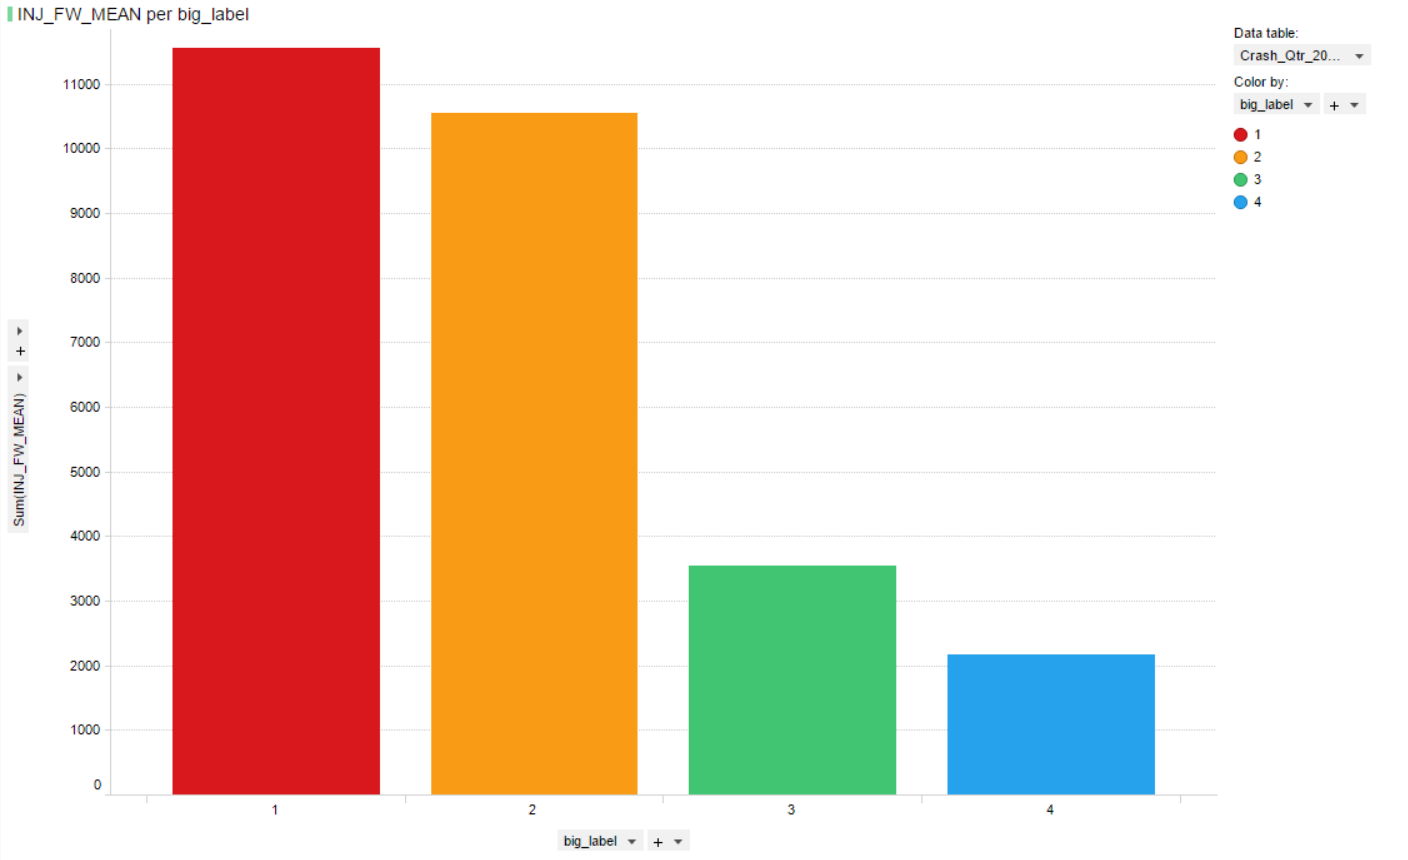 INJ_FW_MEAN per big_label
Data table:
Crash_Qtr_20...
Color by:
big_label +
1
2
3
4
11000
10000
9000
8000
7000
6000
5000
4000
3000
2000
1000
0
+
Sum(INJ_FW_MEAN)
1 2 3 4
big_label +